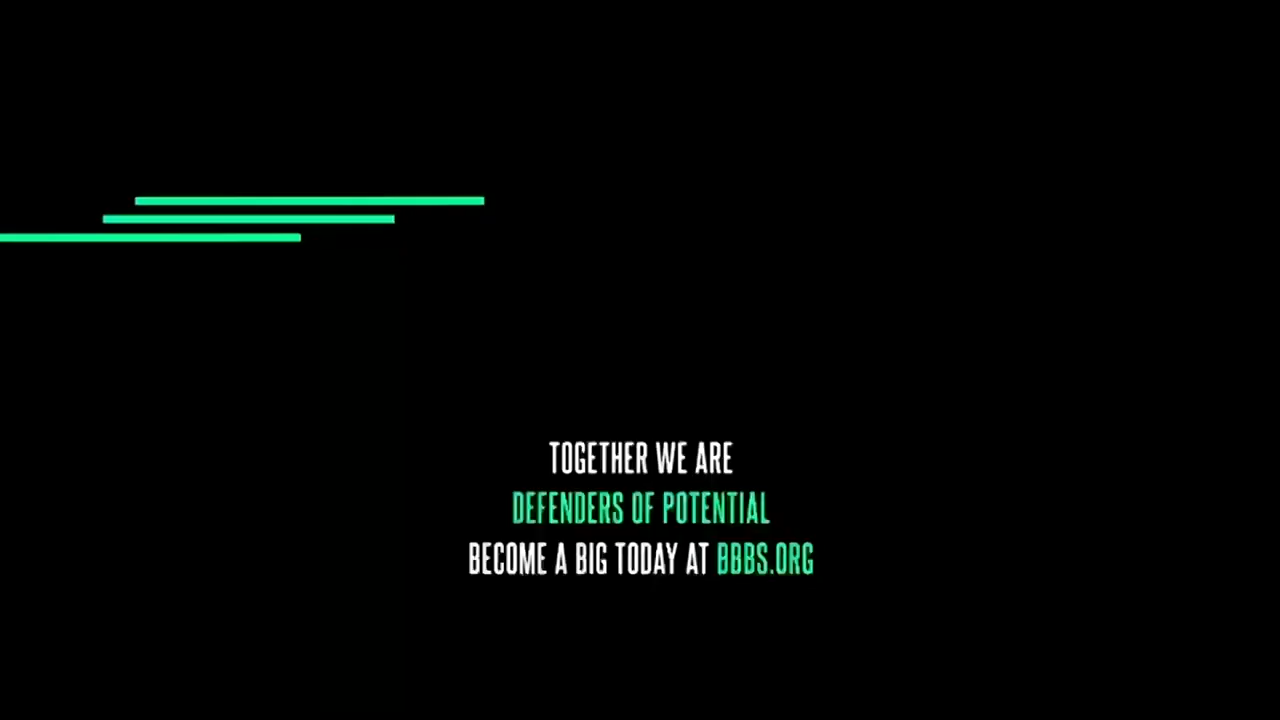 TOGETHER WE ARE
DEFENDERS OF POTENTIAL
BECOME A BIG TODAY AT BBBS.ORG